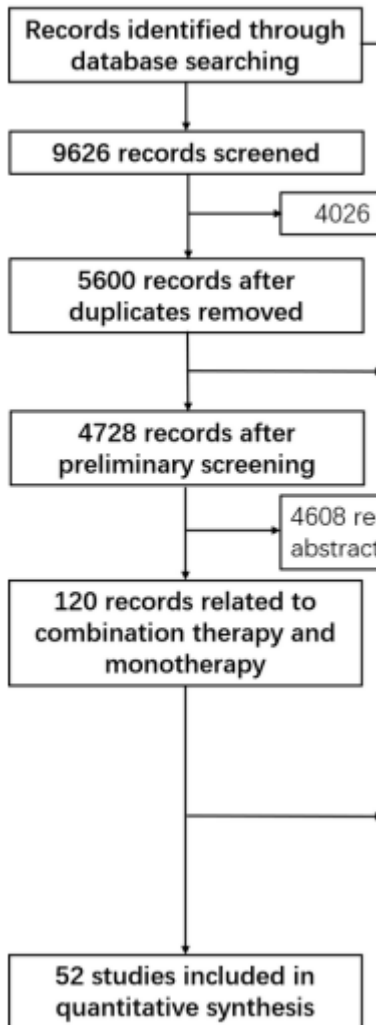 Records identified through
database searching
9626 records screened
4026
5600 records after
duplicates removed
4728 records after
preliminary screening
4608 re
abstract
120 records related to
combination therapy and
monotherapy
52 studies included in
quantitative synthesis